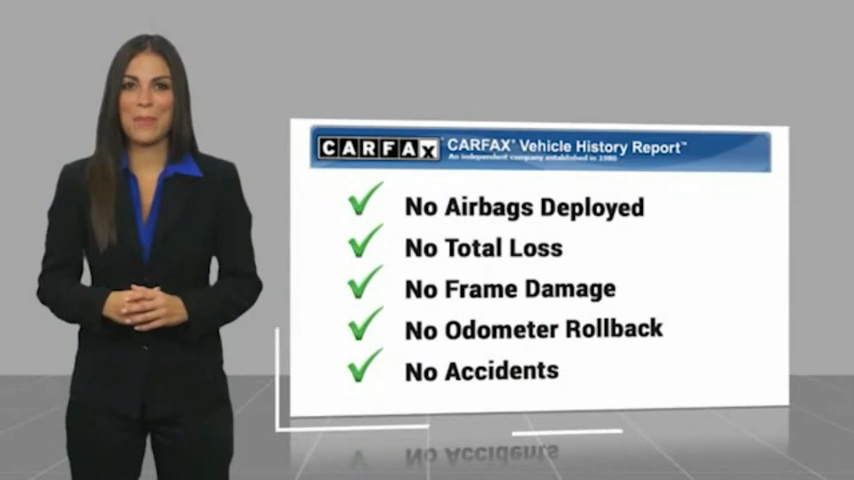 CARFAX CARFAX® Vehicle History Report™
An independent company established in 1986
No Airbags Deployed
No Total Loss
No Frame Damage
No Odometer Rollback
No Accidents
No Accidents